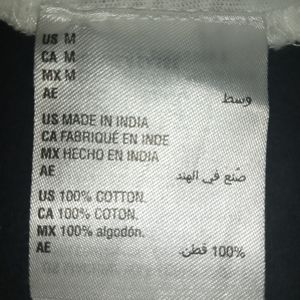 US M
CA M
MX M
AE وسط
US MADE IN INDIA
CA FABRIQUÉ EN INDE
MX HECHO EN INDIA
AE صُنع في الهند
US 100% COTTON.
CA 100% COTON.
MX 100% algodón.
AE 100% قطن.